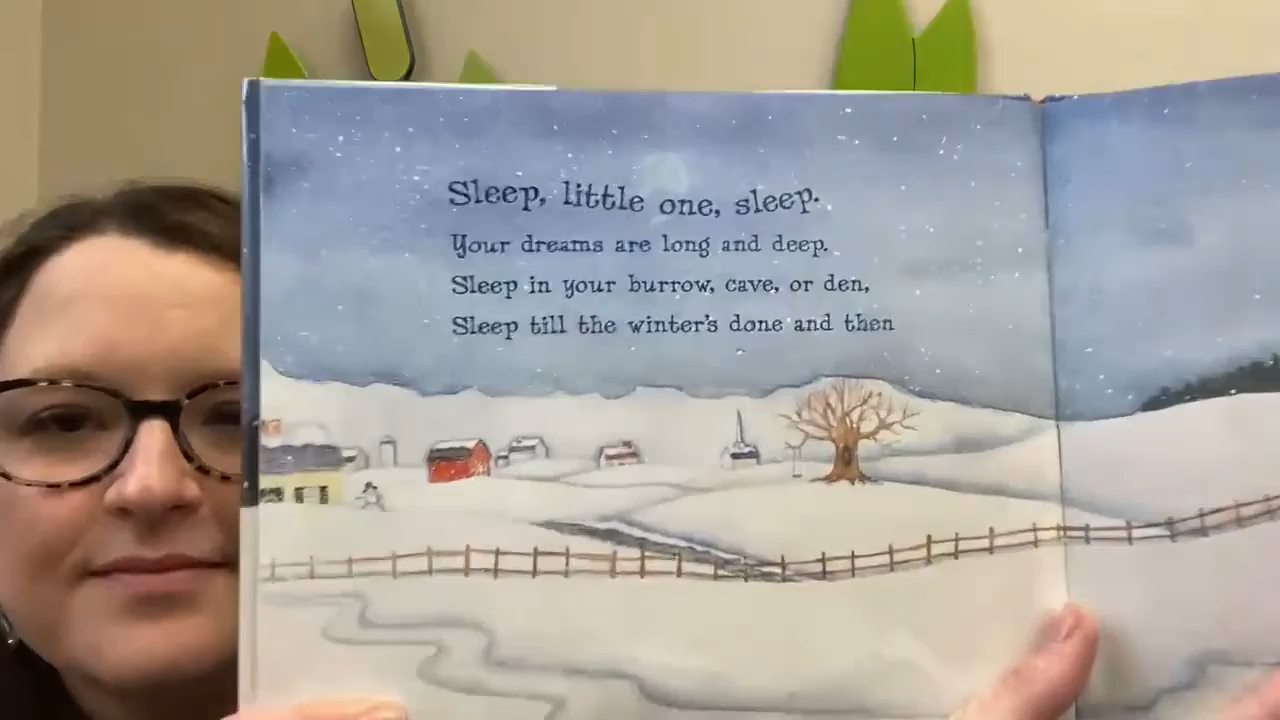 Sleep, little one, sleep.
Your dreams are long and deep.
Sleep in your burrow, cave, or den,
Sleep till the winter's done and then